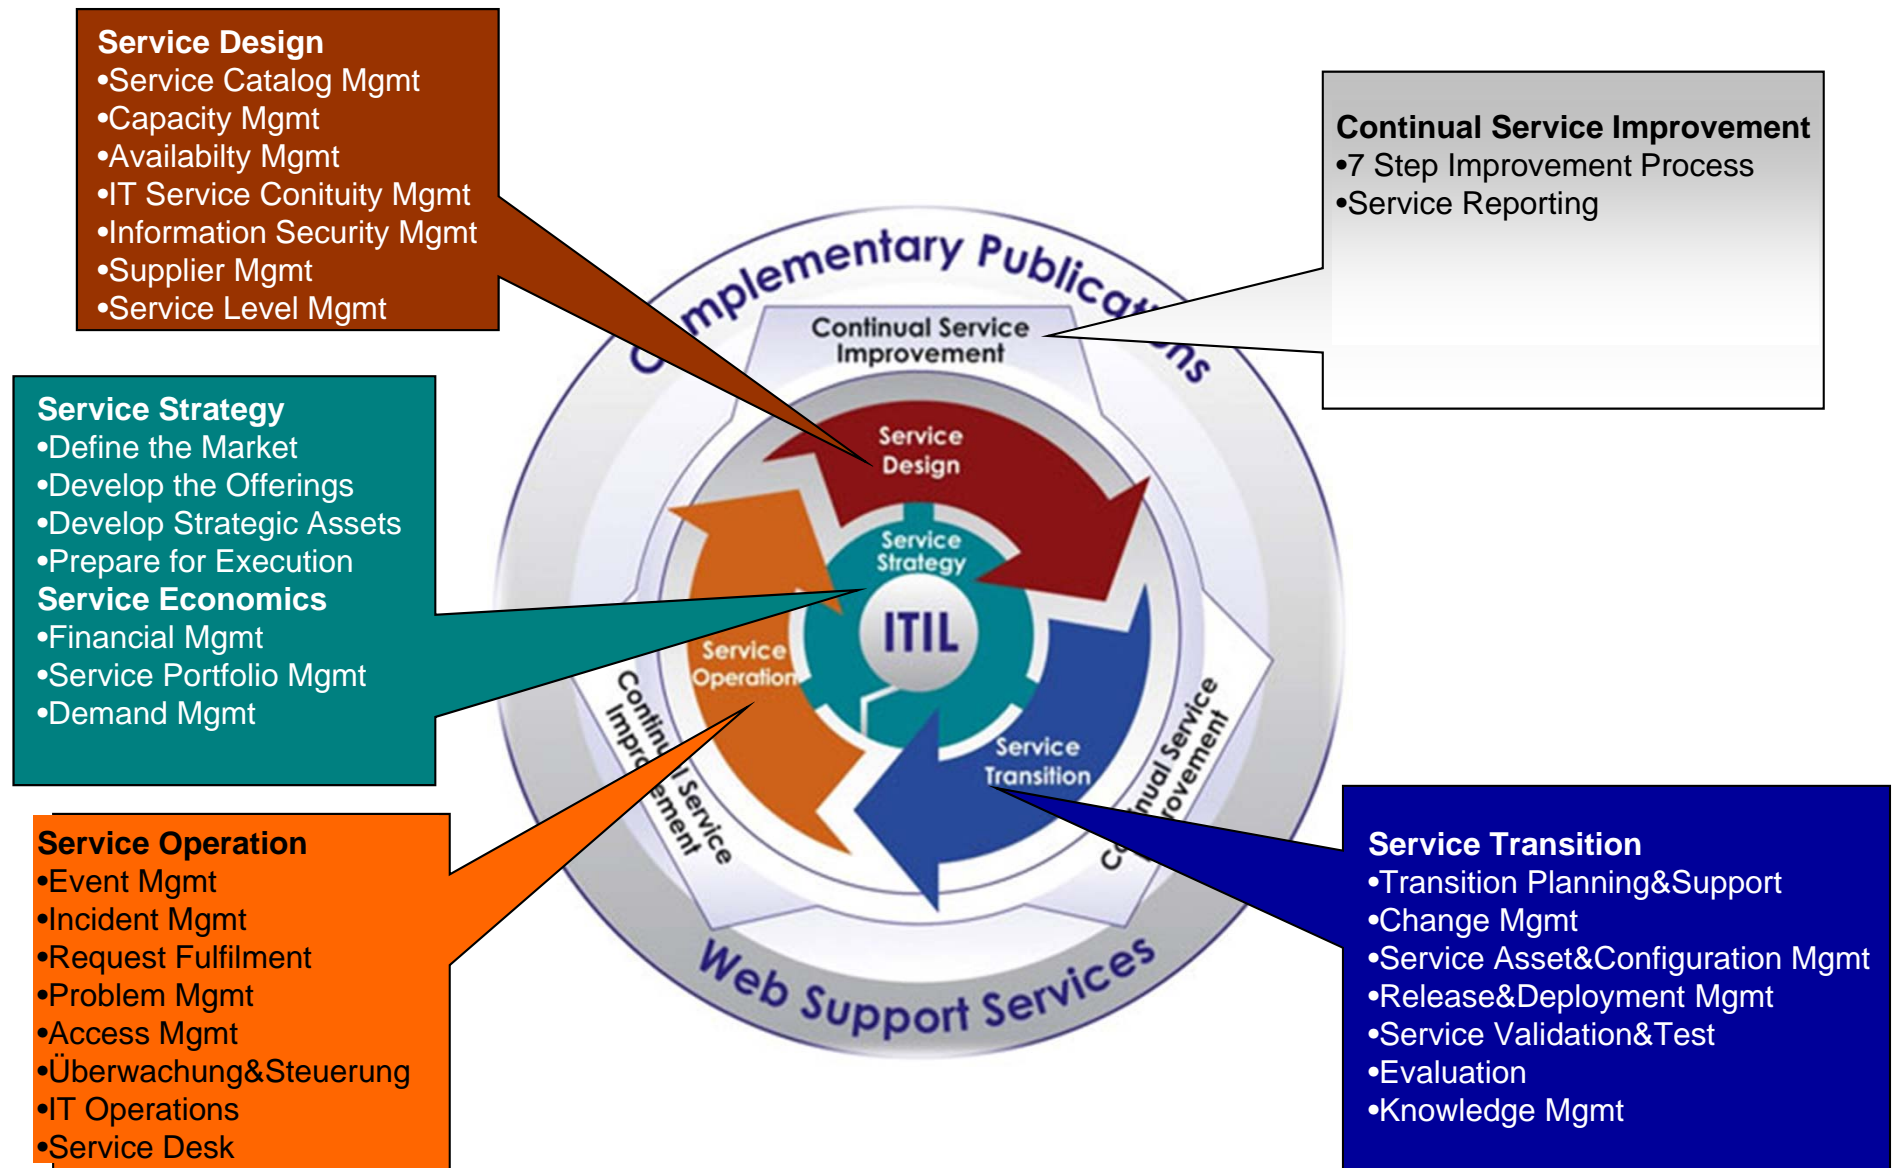 Service Design
•Service Catalog Mgmt
•Capacity Mgmt
•Availabilty Mgmt
•IT Service Conituity Mgmt
•Information Security Mgmt
•Supplier Mgmt
•Service Level Mgmt
Continual Service Improvement
•7 Step Improvement Process
•Service Reporting
Service Strategy
•Define the Market
•Develop the Offerings
•Develop Strategic Assets
•Prepare for Execution
Service Economics
•Financial Mgmt
•Service Portfolio Mgmt
•Demand Mgmt
Service Operation
•Event Mgmt
•Incident Mgmt
•Request Fulfilment
•Problem Mgmt
•Access Mgmt
•Überwachung&Steuerung
•IT Operations
•Service Desk
Service Transition
•Transition Planning&Support
•Change Mgmt
•Service Asset&Configuration Mgmt
•Release&Deployment Mgmt
•Service Validation&Test
•Evaluation
•Knowledge Mgmt
Complementary Publications
Continual Service
Improvement
Service
Design
Service
Strategy
ITIL
Service
Operation
Service
Transition
Continual Service
Improvement
Continual Service
Improvement
Web Support Services